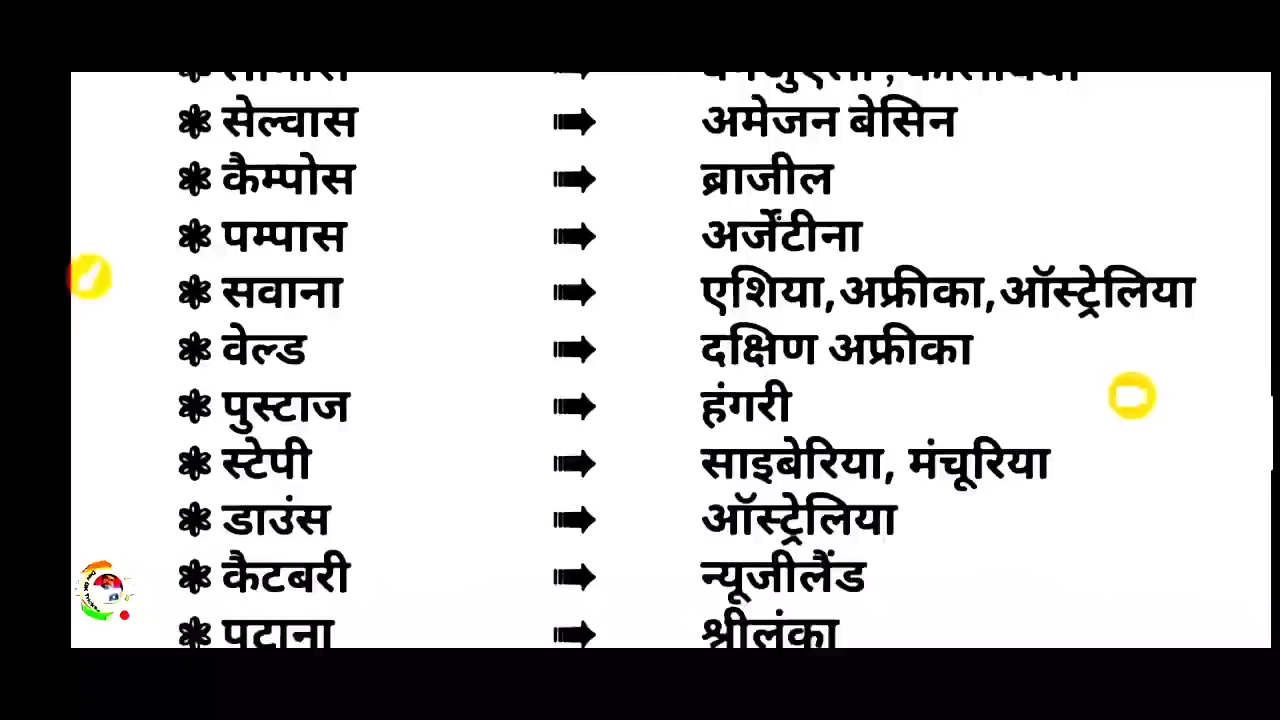 ❃ सेल्वास ➠ अमेजन बेसिन
❃ कैम्पोस ➠ ब्राजील
❃ पम्पास ➠ अर्जेंटीना
❃ सवाना ➠ एशिया,अफ्रीका,ऑस्ट्रेलिया
❃ वेल्ड ➠ दक्षिण अफ्रीका
❃ पुस्टाज ➠ हंगरी
❃ स्टेपी ➠ साइबेरिया, मंचूरिया
❃ डाउंस ➠ ऑस्ट्रेलिया
❃ कैटबरी ➠ न्यूजीलैंड
❃ पटाना ➠ श्रीलंका